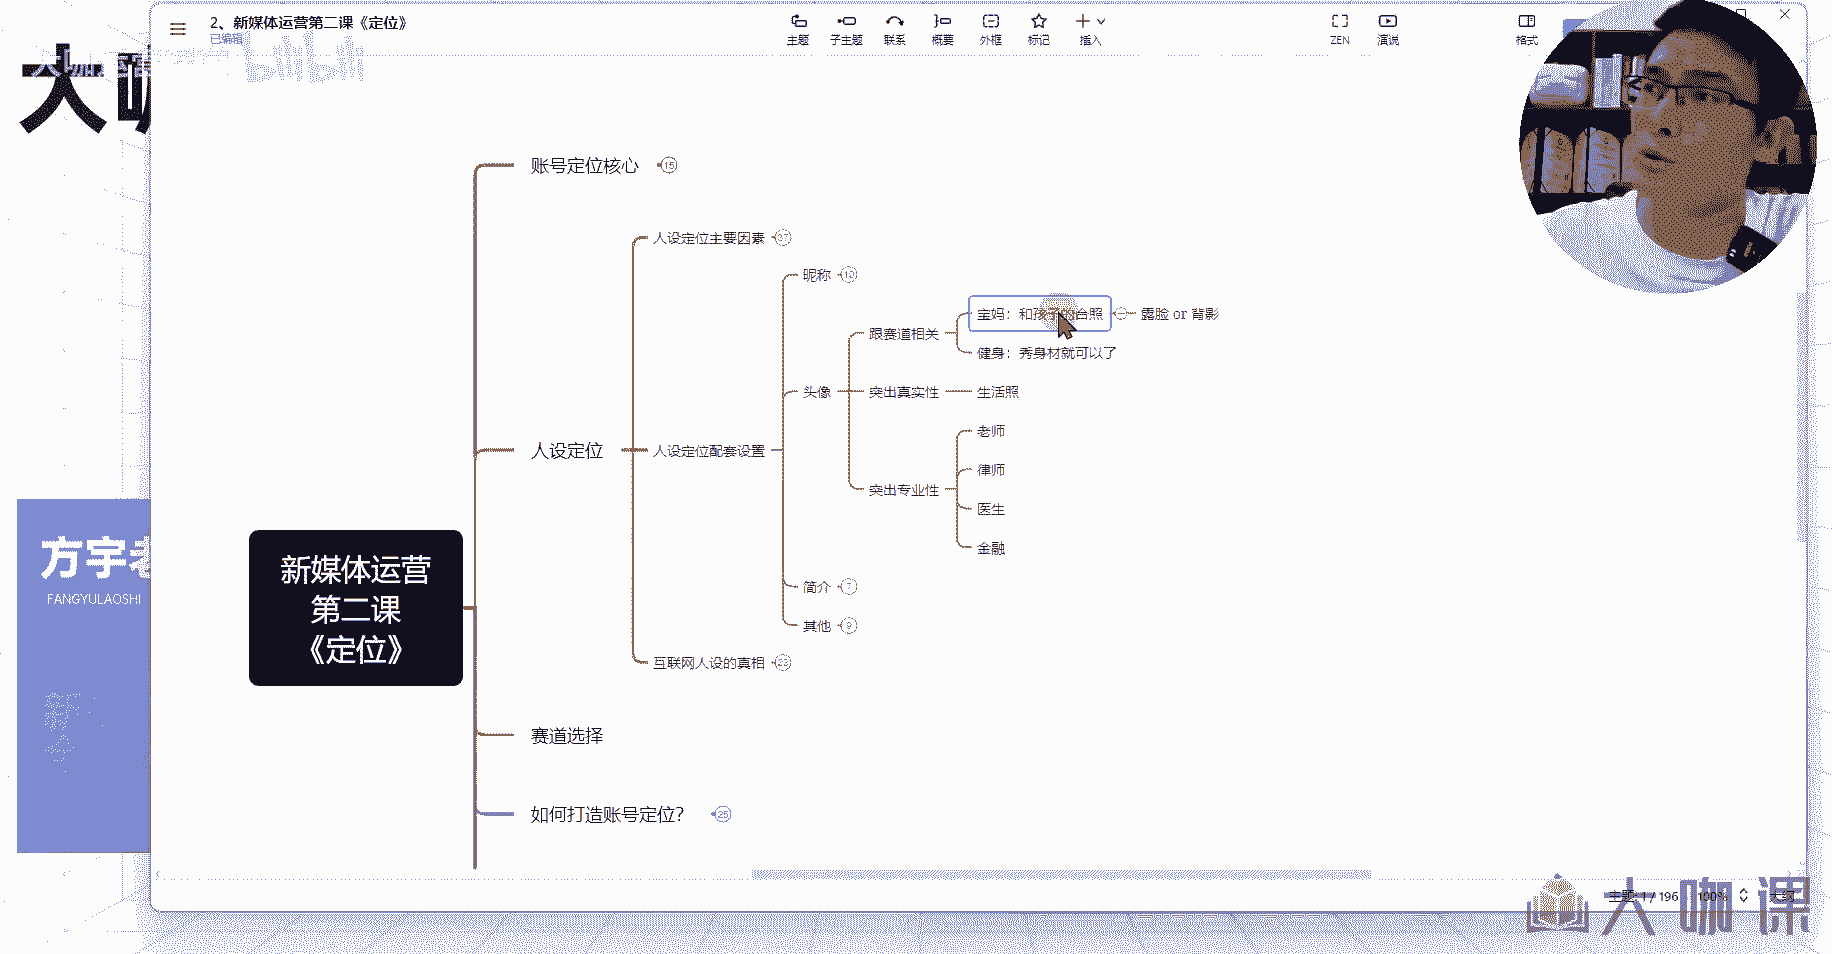 2、新媒体运营第二课《定位》
已编辑
主题
子主题
联系
概要
外框
标记
插入
ZEN
演说
格式
bilibili
大咖
账号定位核心
15
人设定位主要因素
27
昵称
10
宝妈：和孩子的合照
露脸 or 背影
跟赛道相关
健身：秀身材就可以了
头像
突出真实性
生活照
老师
人设定位
人设定位配套设置
律师
突出专业性
医生
金融
方宇老
FANGYULAOSHI
新媒体运营
第二课
《定位》
简介
7
其他
9
互联网人设的真相
23
赛道选择
如何打造账号定位？
25
主题: 1 / 196
100%
大纲
大咖课